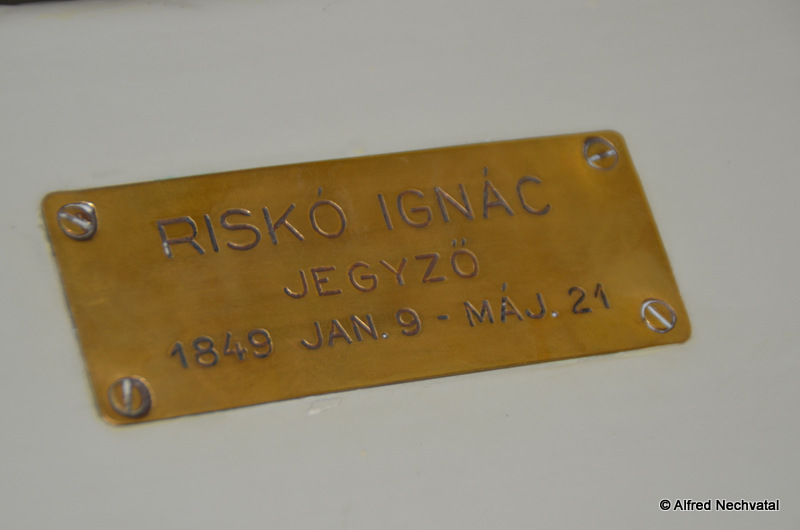 RISKÓ IGNÁC
JEGYZŐ
1849 JAN. 9 - MÁJ. 21
© Alfred Nechvatal